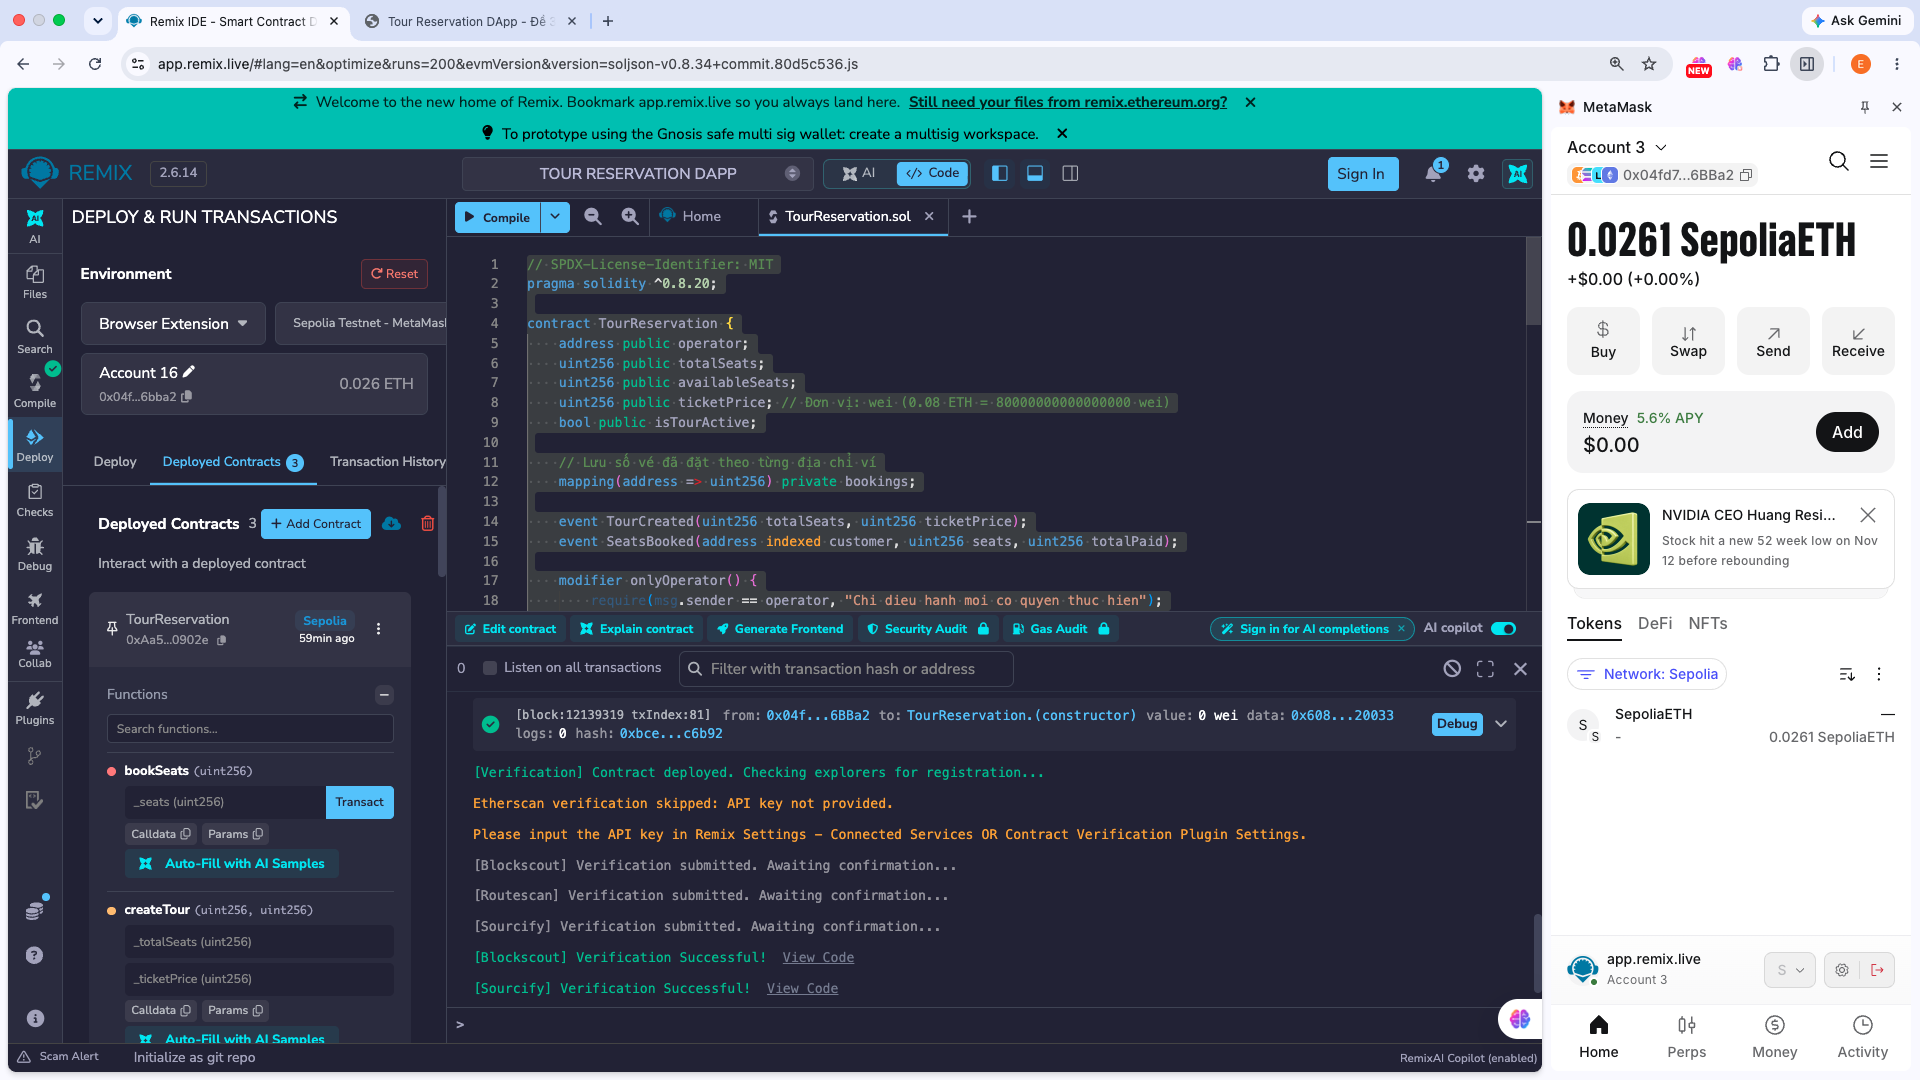 Remix IDE - Smart Contract D
Tour Reservation DApp - Đề 3
Ask Gemini
app.remix.live/#lang=en&optimize&runs=200&evmVersion&version=soljson-v0.8.34+commit.80d5c536.js
NEW
E
Welcome to the new home of Remix. Bookmark app.remix.live so you always land here. Still need your files from remix.ethereum.org?
To prototype using the Gnosis safe multi sig wallet: create a multisig workspace.
REMIX
2.6.14
TOUR RESERVATION DAPP
AI
</> Code
Sign In
1
AI
Files
Search
Compile
Deploy
Checks
Debug
Frontend
Collab
Plugins
DEPLOY & RUN TRANSACTIONS
Environment
Reset
Browser Extension
Sepolia Testnet - MetaMask
Account 16
0x04f...6bba2
0.026 ETH
Deploy
Deployed Contracts 3
Transaction History
Deployed Contracts 3
+ Add Contract
Interact with a deployed contract
TourReservation
0xAa5...0902e
Sepolia
59min ago
Functions
Search functions...
bookSeats (uint256)
_seats (uint256)
Transact
Calldata
Params
Auto-Fill with AI Samples
createTour (uint256, uint256)
_totalSeats (uint256)
_ticketPrice (uint256)
Calldata
Params
Auto-Fill with AI Samples
Compile
Home
TourReservation.sol
1 // SPDX-License-Identifier: MIT
2 pragma solidity ^0.8.20;
3
4 contract TourReservation {
5 address public operator;
6 uint256 public totalSeats;
7 uint256 public availableSeats;
8 uint256 public ticketPrice; // Đơn vị: wei (0.08 ETH = 80000000000000000 wei)
9 bool public isTourActive;
10
11 // Lưu số vé đã đặt theo từng địa chỉ ví
12 mapping(address => uint256) private bookings;
13
14 event TourCreated(uint256 totalSeats, uint256 ticketPrice);
15 event SeatsBooked(address indexed customer, uint256 seats, uint256 totalPaid);
16
17 modifier onlyOperator() {
18 require(msg.sender == operator, "Chi dieu hanh moi co quyen thuc hien");
Edit contract
Explain contract
Generate Frontend
Security Audit
Gas Audit
Sign in for AI completions ×
AI copilot
0
Listen on all transactions
Filter with transaction hash or address
[block:12139319 txIndex:81] from: 0x04f...6BBa2 to: TourReservation.(constructor) value: 0 wei data: 0x608...20033
logs: 0 hash: 0xbce...c6b92
Debug
[Verification] Contract deployed. Checking explorers for registration...
Etherscan verification skipped: API key not provided.
Please input the API key in Remix Settings - Connected Services OR Contract Verification Plugin Settings.
[Blockscout] Verification submitted. Awaiting confirmation...
[Routescan] Verification submitted. Awaiting confirmation...
[Sourcify] Verification submitted. Awaiting confirmation...
[Blockscout] Verification Successful! View Code
[Sourcify] Verification Successful! View Code
>
Scam Alert
Initialize as git repo
RemixAI Copilot (enabled)
MetaMask
Account 3
0x04fd7...6BBa2
0.0261 SepoliaETH
+$0.00 (+0.00%)
Buy
Swap
Send
Receive
Money 5.6% APY
$0.00
Add
NVIDIA CEO Huang Resi...
Stock hit a new 52 week low on Nov
12 before rebounding
Tokens
DeFi
NFTs
Network: Sepolia
S
S
SepoliaETH
—
-
0.0261 SepoliaETH
app.remix.live
Account 3
S
Home
Perps
Money
Activity